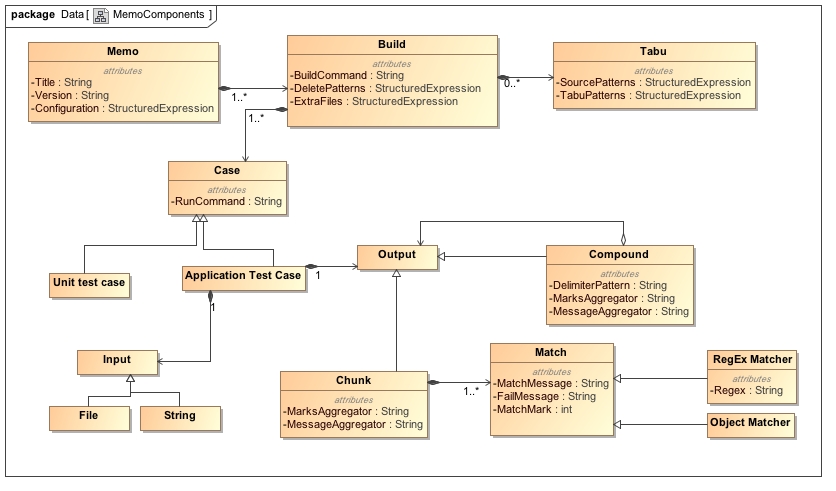 package Data [ MemoComponents ]
Memo
attributes
-Title : String
-Version : String
-Configuration : StructuredExpression
1..*
Build
attributes
-BuildCommand : String
-DeletePatterns : StructuredExpression
-ExtraFiles : StructuredExpression
0..*
Tabu
attributes
-SourcePatterns : StructuredExpression
-TabuPatterns : StructuredExpression
1..*
Case
attributes
-RunCommand : String
Unit test case
Application Test Case
1
1
Output
Compound
attributes
-DelimiterPattern : String
-MarksAggregator : String
-MessageAggregator : String
Input
File
String
Chunk
attributes
-MarksAggregator : String
-MessageAggregator : String
1..*
Match
attributes
-MatchMessage : String
-FailMessage : String
-MatchMark : int
RegEx Matcher
attributes
-Regex : String
Object Matcher